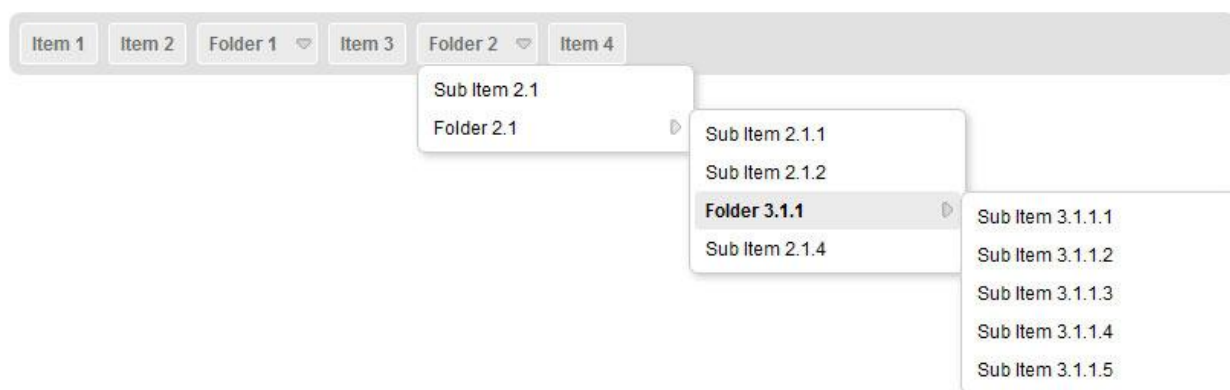 Item 1 Item 2 Folder 1 Item 3 Folder 2 Item 4
Sub Item 2.1
Folder 2.1
Sub Item 2.1.1
Sub Item 2.1.2
Folder 3.1.1
Sub Item 2.1.4
Sub Item 3.1.1.1
Sub Item 3.1.1.2
Sub Item 3.1.1.3
Sub Item 3.1.1.4
Sub Item 3.1.1.5